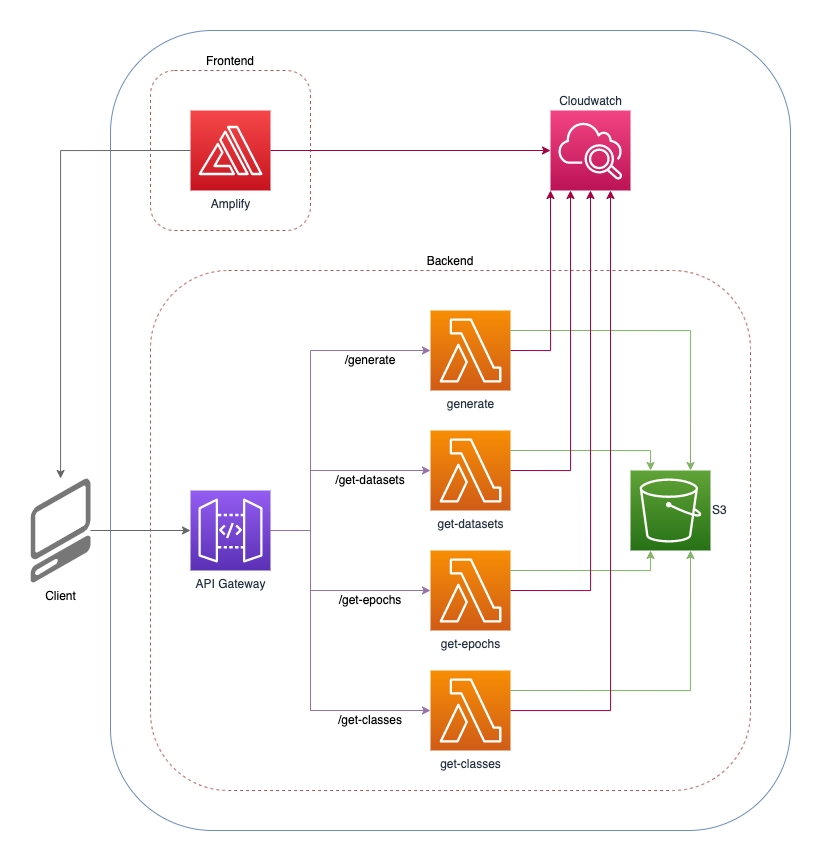 Frontend
Cloudwatch
Amplify
Backend
/generate
generate
/get-datasets
get-datasets
S3
</>
API Gateway
Client
/get-epochs
get-epochs
/get-classes
get-classes